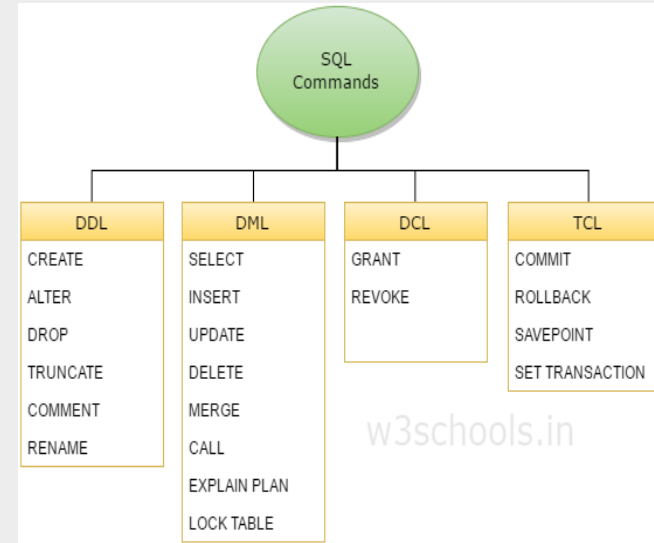 SQL
Commands
DDL
CREATE
ALTER
DROP
TRUNCATE
COMMENT
RENAME
DML
SELECT
INSERT
UPDATE
DELETE
MERGE
CALL
EXPLAIN PLAN
LOCK TABLE
DCL
GRANT
REVOKE
TCL
COMMIT
ROLLBACK
SAVEPOINT
SET TRANSACTION
w3schools.in